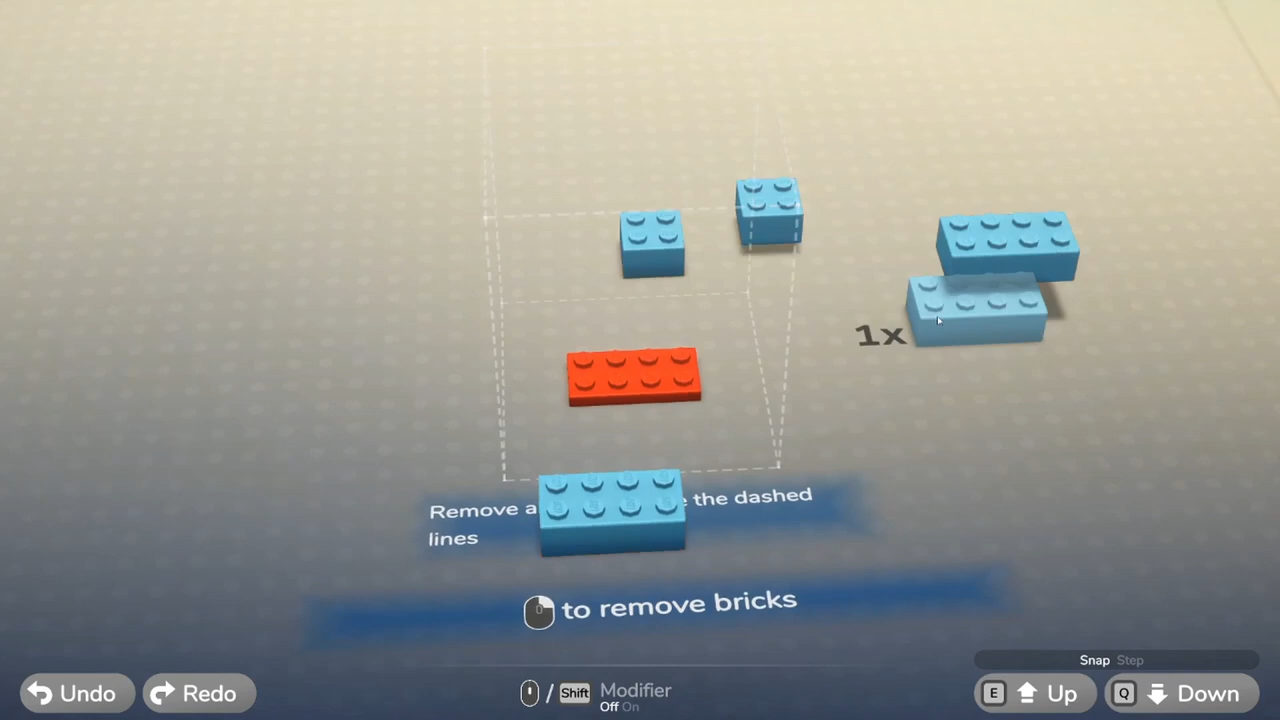 1x
Remove a the dashed
lines
to remove bricks
Snap Step
Undo
Redo
/ Shift Modifier
Off On
E Up
Q Down